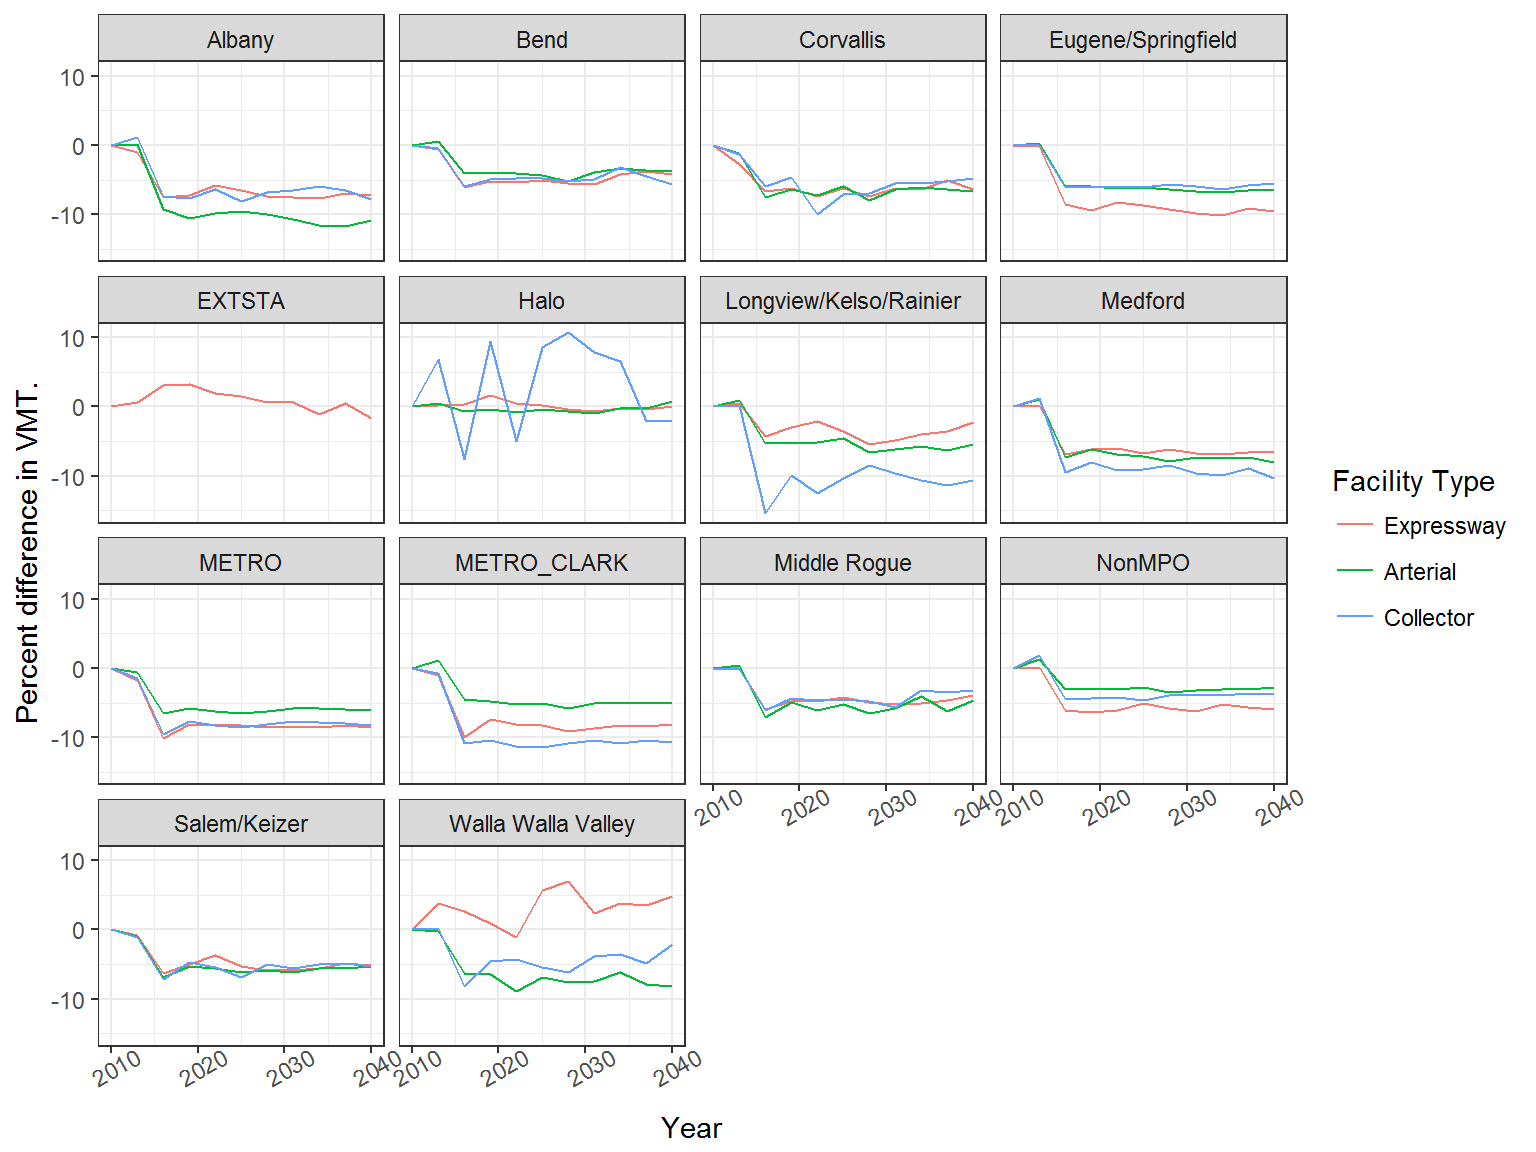 Albany
Bend
Corvallis
Eugene/Springfield
10
0
-10
EXTSTA
Halo
Longview/Kelso/Rainier
Medford
10
0
-10
METRO
METRO_CLARK
Middle Rogue
NonMPO
10
0
-10
2010 2020 2030 2040
2010 2020 2030 2040
Salem/Keizer
Walla Walla Valley
10
0
-10
2010 2020 2030 2040
2010 2020 2030 2040
Year
Percent difference in VMT.
Facility Type
Expressway
Arterial
Collector